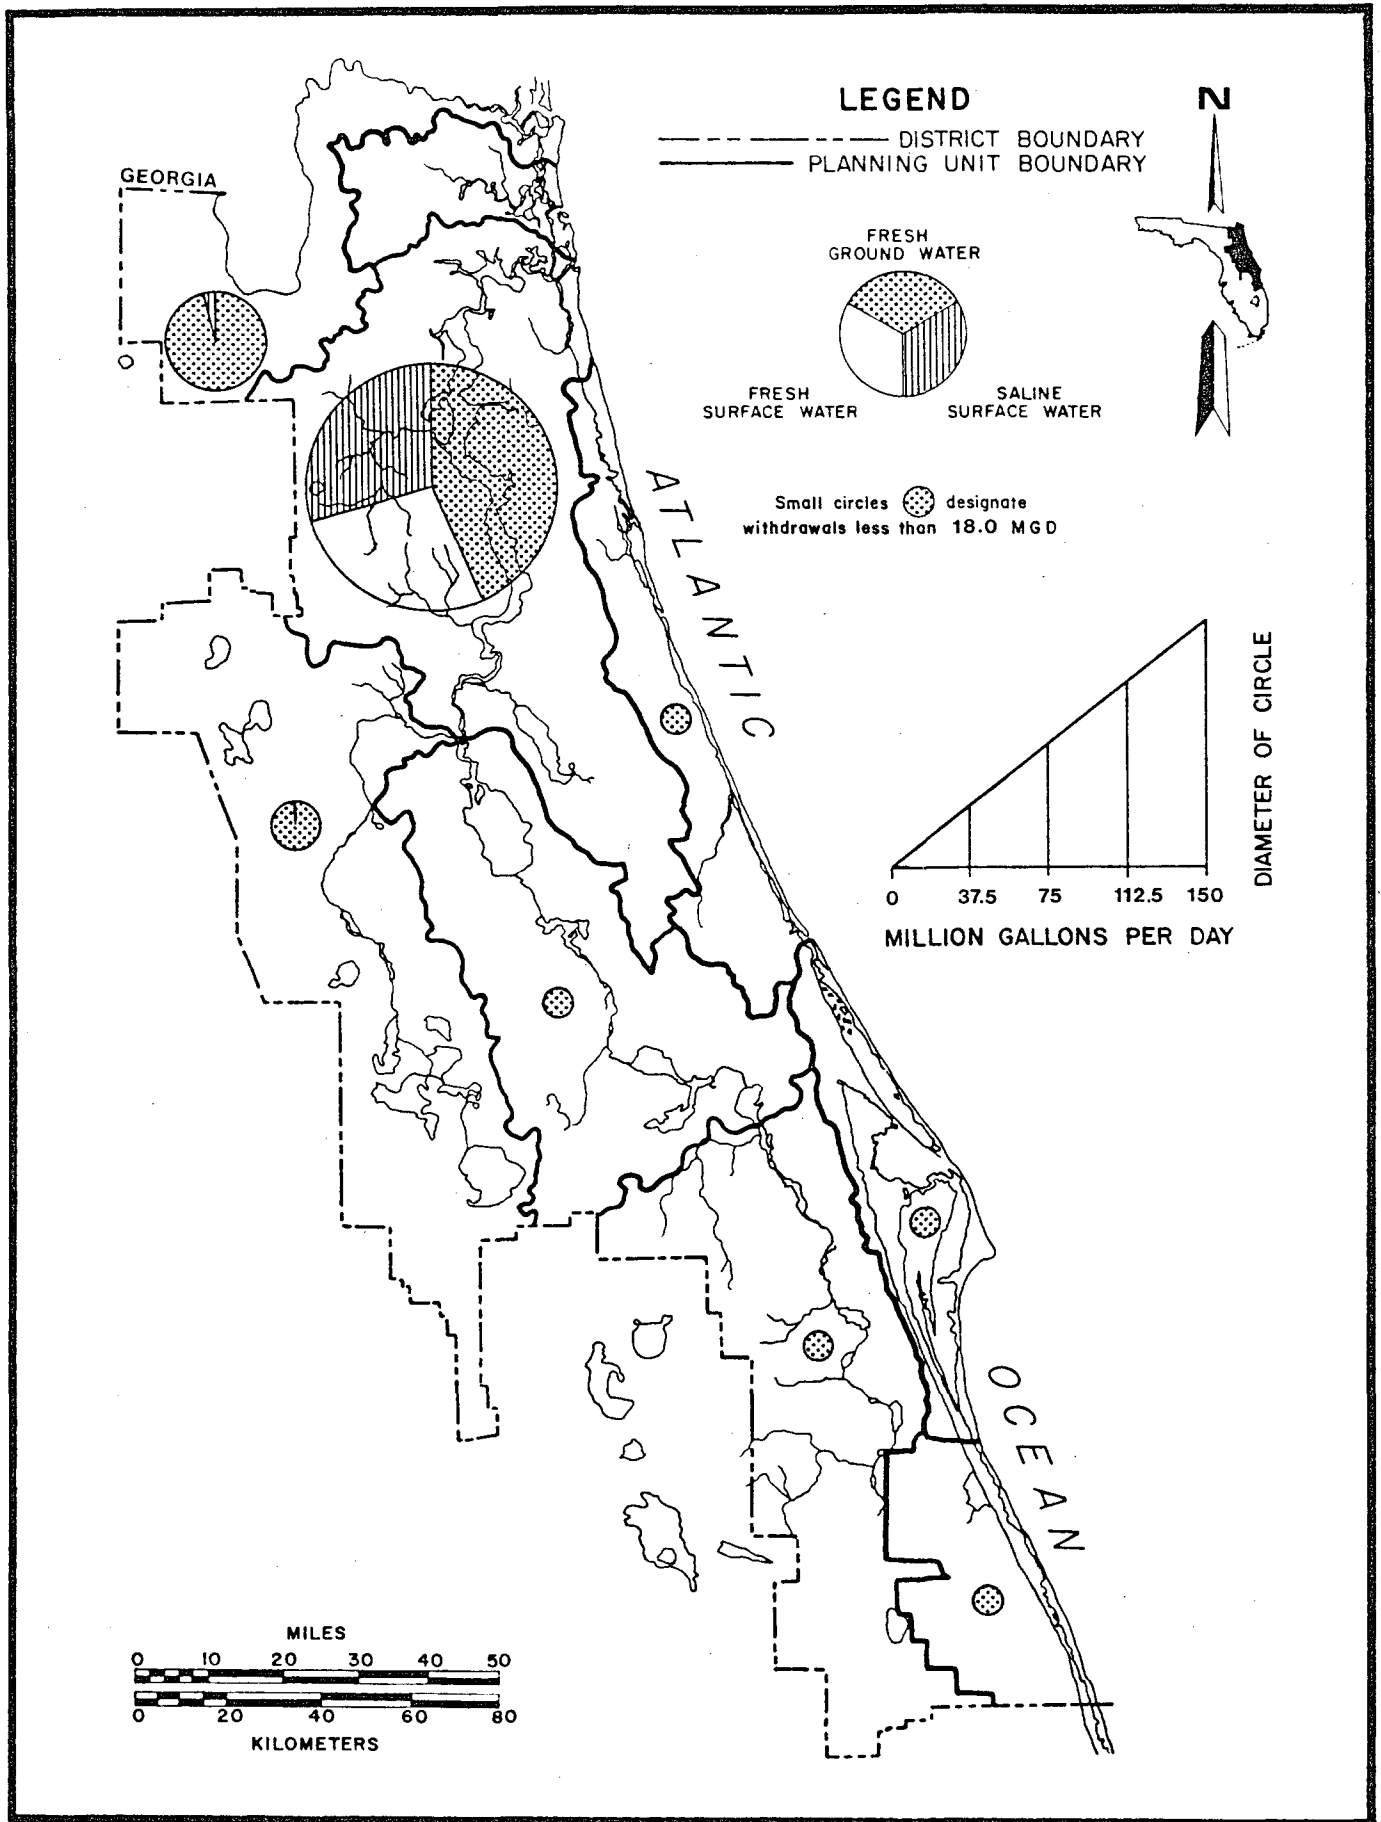 LEGEND
N
DISTRICT BOUNDARY
PLANNING UNIT BOUNDARY
GEORGIA
FRESH
GROUND WATER
FRESH
SURFACE WATER
SALINE
SURFACE WATER
Small circles designate
withdrawals less than 18.0 MGD
ATLANTIC
DIAMETER OF CIRCLE
0 37.5 75 112.5 150
MILLION GALLONS PER DAY
OCEAN
MILES
0 10 20 30 40 50
0 20 40 60 80
KILOMETERS